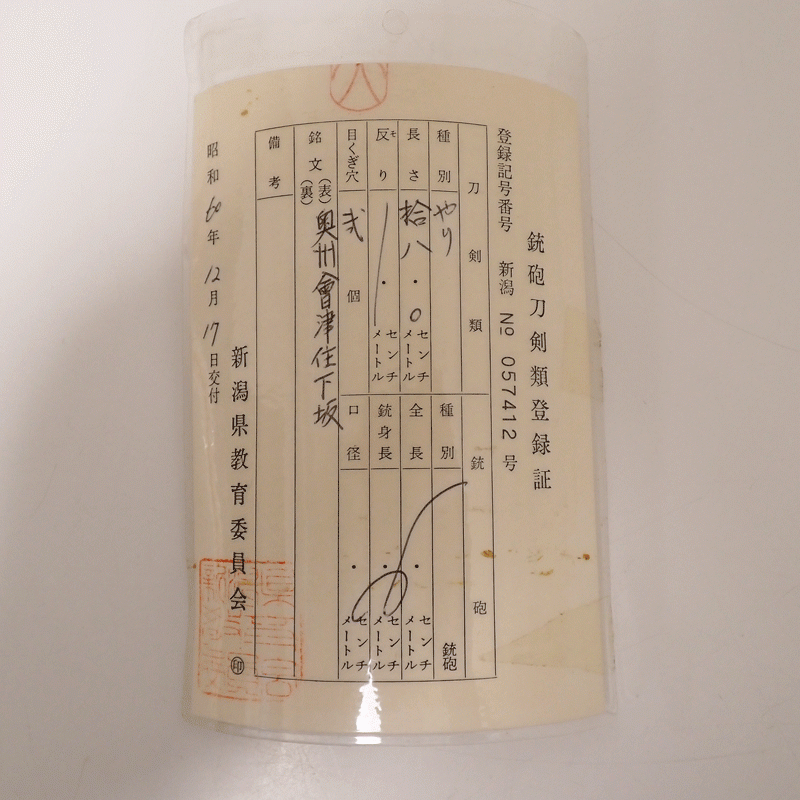 銃砲刀剣類登録証
登録記号番号 新潟 No 057412 号
刀剣類
種別 やり
長さ 拾八・0 センチメートル
反り(モ) ・ センチメートル
目くぎ穴 弐 個
銘文 (表)(裏) 奥州會津住下坂
備考
銃砲
種別 銃砲
全長 ・ センチメートル
銃身長 ・ センチメートル
口径 ・ センチメートル
昭和60年12月17日交付
新潟県教育委員会 ㊞